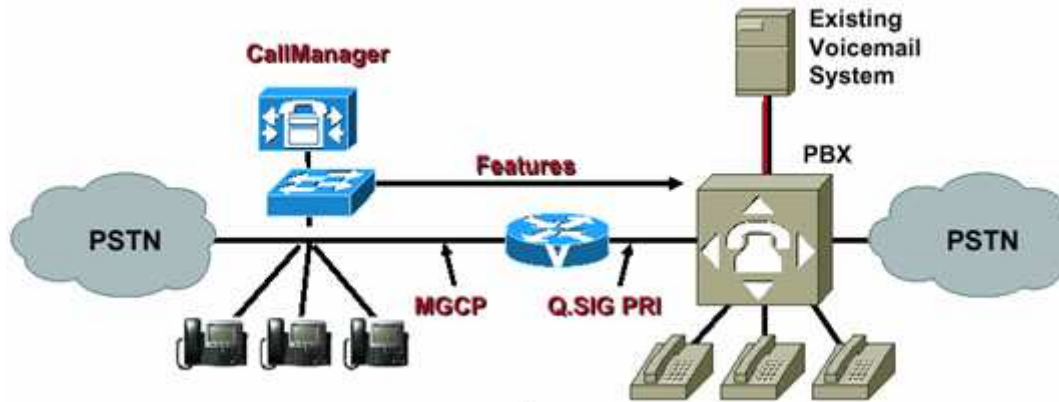 Existing
Voicemail
System
CallManager
PBX
Features
PSTN
PSTN
V
MGCP
Q.SIG PRI